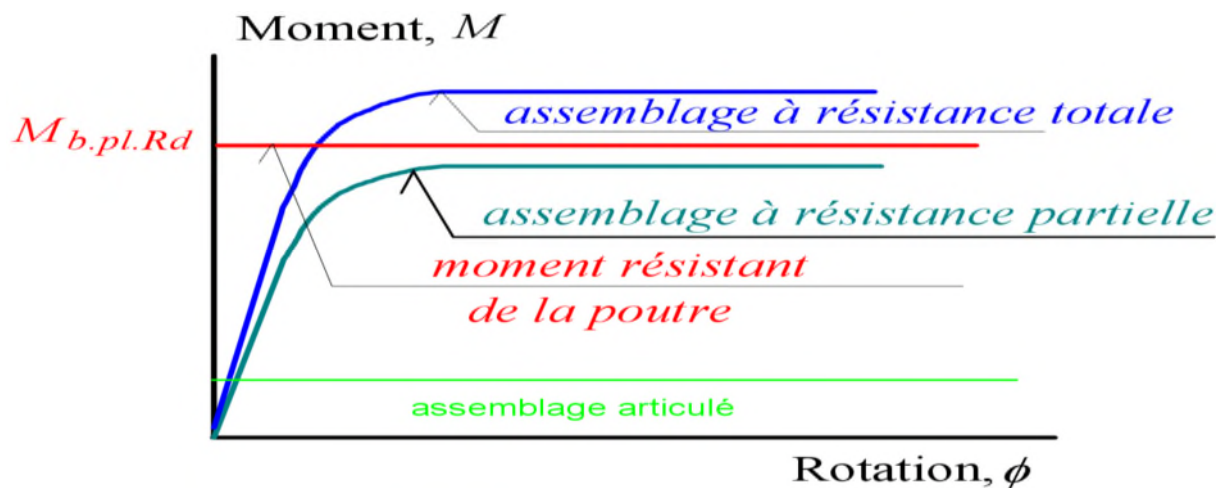 Moment, M
assemblage à résistance totale
M b.pl.Rd
assemblage à résistance partielle
moment résistant
de la poutre
assemblage articulé
Rotation, ϕ